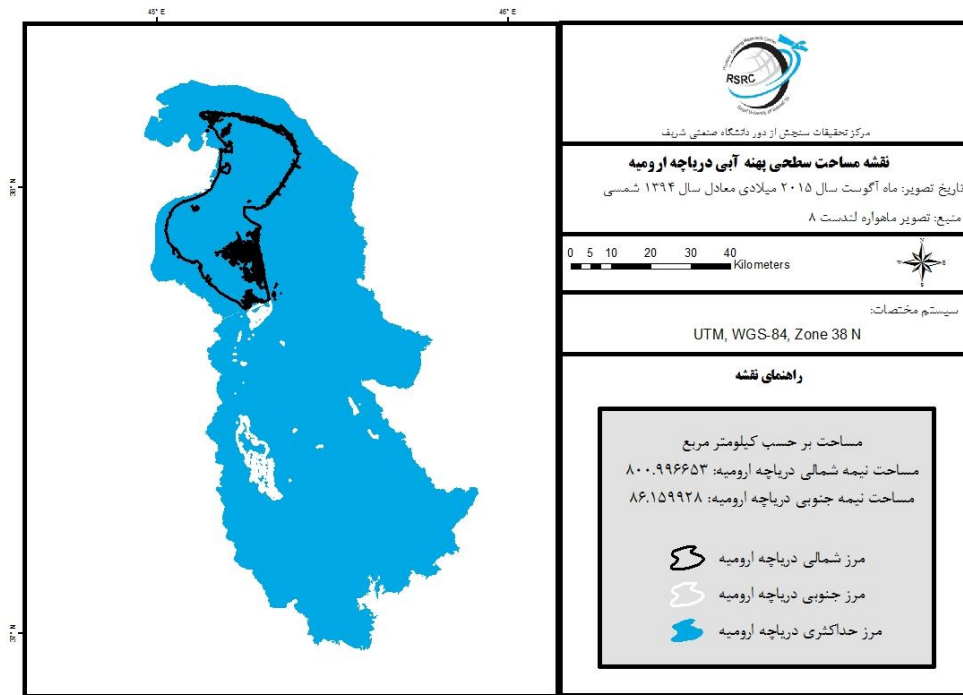 45° E
46° E
38° N
37° N
Remote Sensing Research Center
RSRC
مرکز تحقیقات سنجش از دور دانشگاه صنعتی شریف
نقشه مساحت سطحی پهنه آبی دریاچه ارومیه
تاریخ تصویر: ماه آگوست سال ۲۰۱۵ میلادی معادل سال ۱۳۹۴ شمسی
منبع: تصویر ماهواره لندست ۸
0 5 10 20 30 40
Kilometers
N
E
S
سیستم مختصات:
UTM, WGS-84, Zone 38 N
راهنمای نقشه
مساحت بر حسب کیلومتر مربع
مساحت نیمه شمالی دریاچه ارومیه: ۸۰۰.۹۹۶۶۵۳
مساحت نیمه جنوبی دریاچه ارومیه: ۸۶.۱۵۹۹۲۸
مرز شمالی دریاچه ارومیه
مرز جنوبی دریاچه ارومیه
مرز حداکثری دریاچه ارومیه